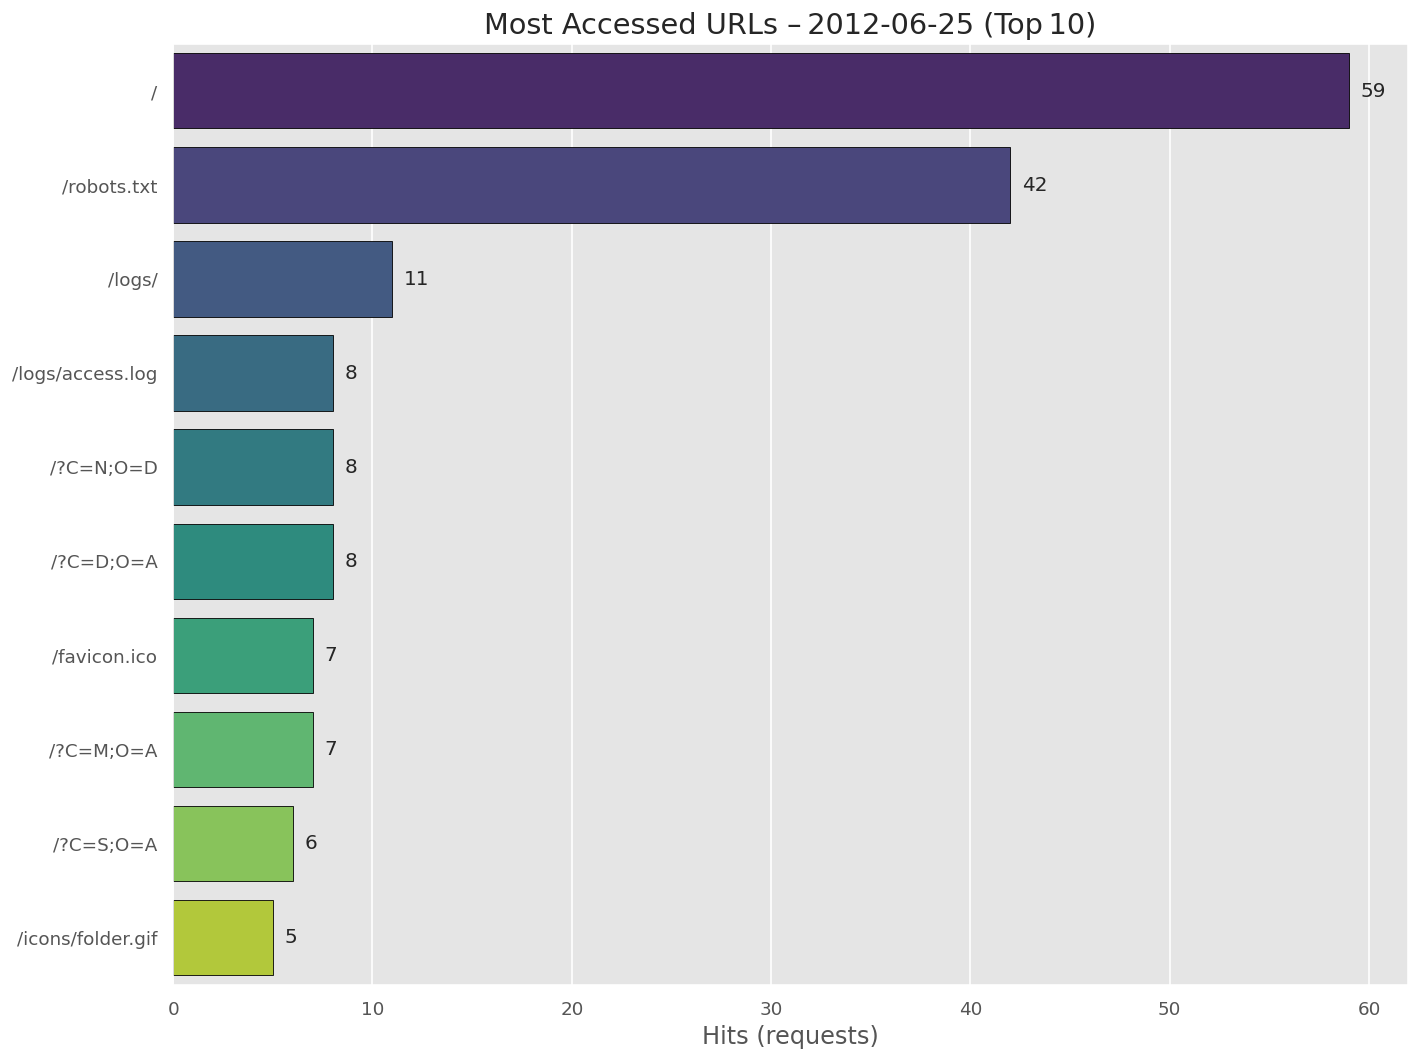 Most Accessed URLs – 2012-06-25 (Top 10)
/ 59
/robots.txt 42
/logs/ 11
/logs/access.log 8
/?C=N;O=D 8
/?C=D;O=A 8
/favicon.ico 7
/?C=M;O=A 7
/?C=S;O=A 6
/icons/folder.gif 5
0 10 20 30 40 50 60
Hits (requests)